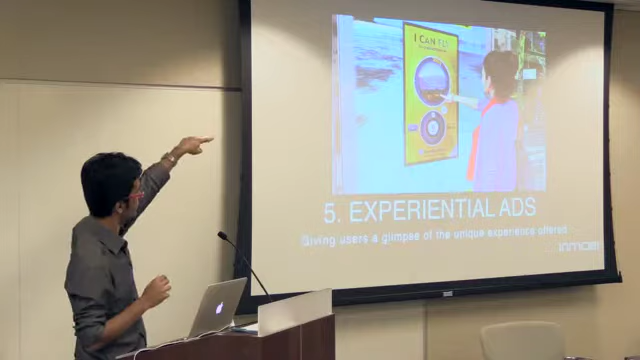 I CAN FLY
5. EXPERIENTIAL ADS
Giving users a glimpse of the unique experience offered